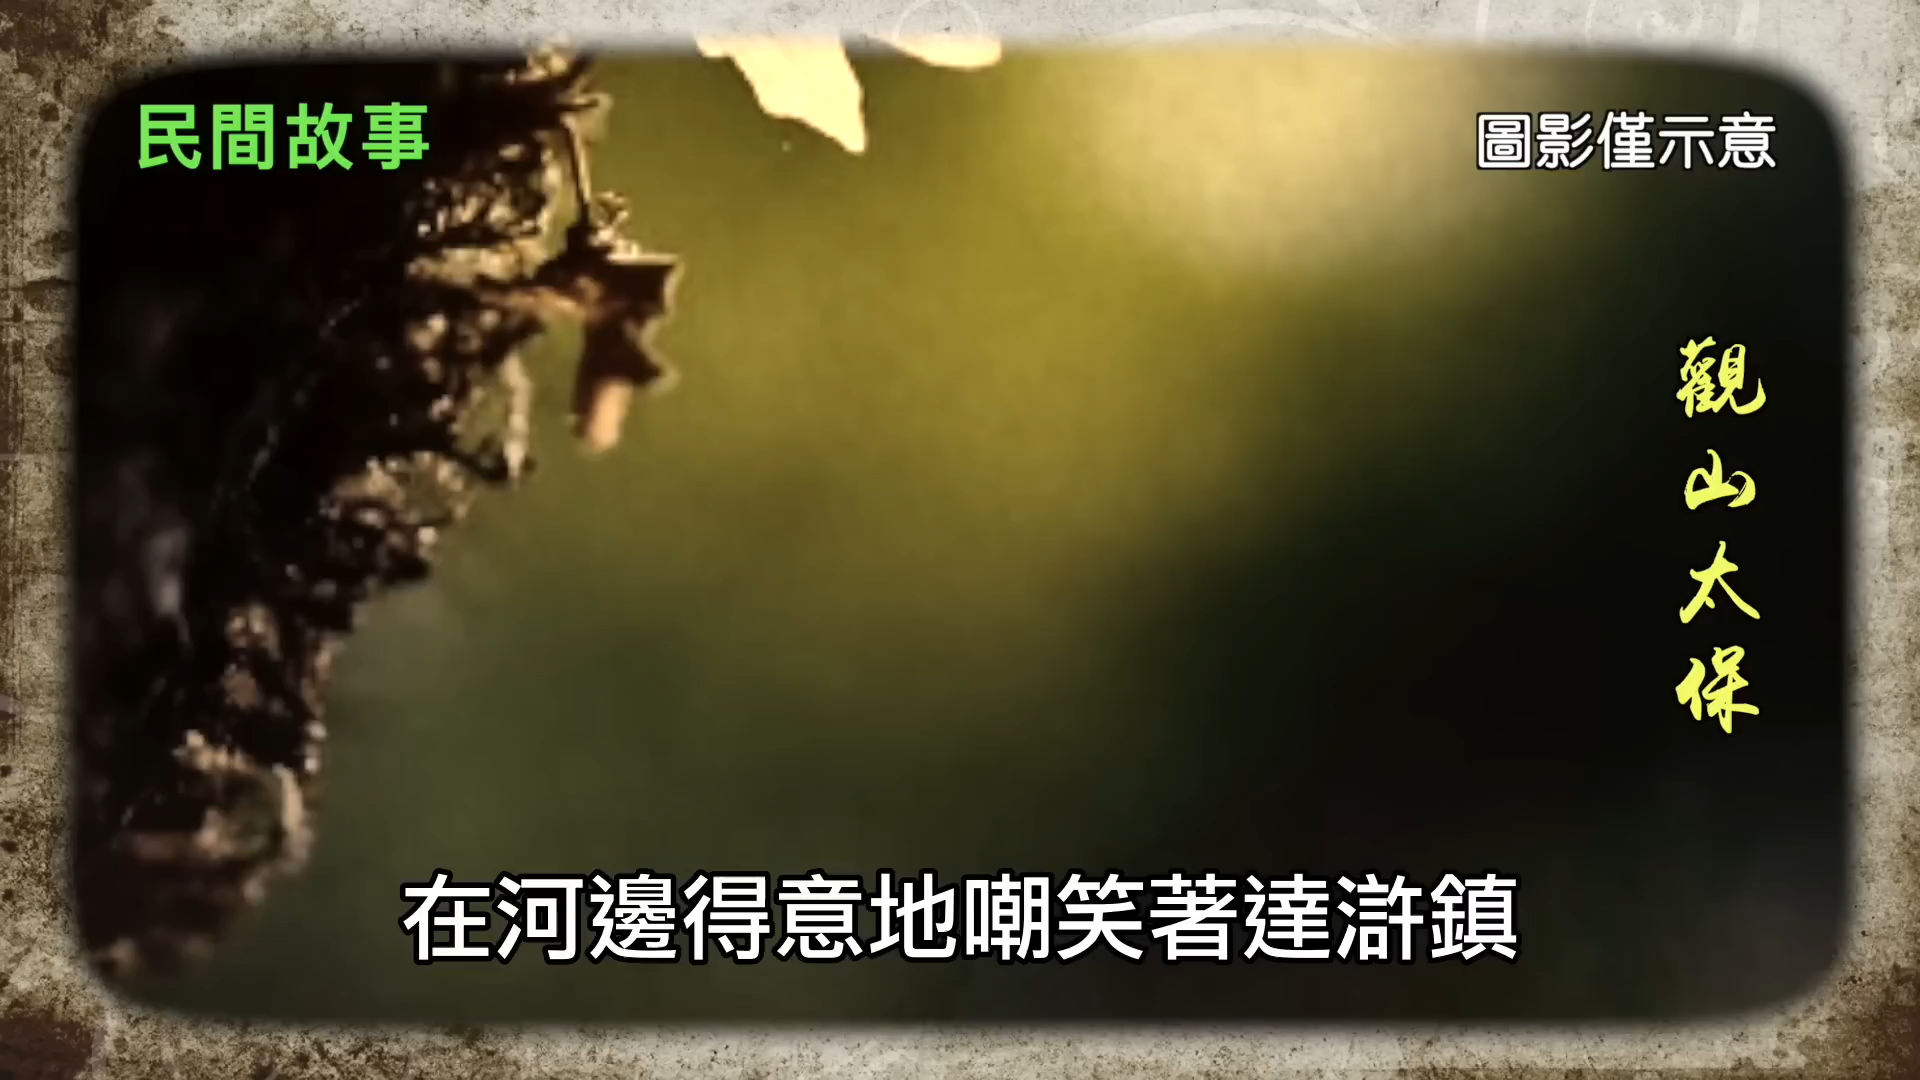 民間故事
圖影僅示意
觀山太保
在河邊得意地嘲笑著達滸鎮